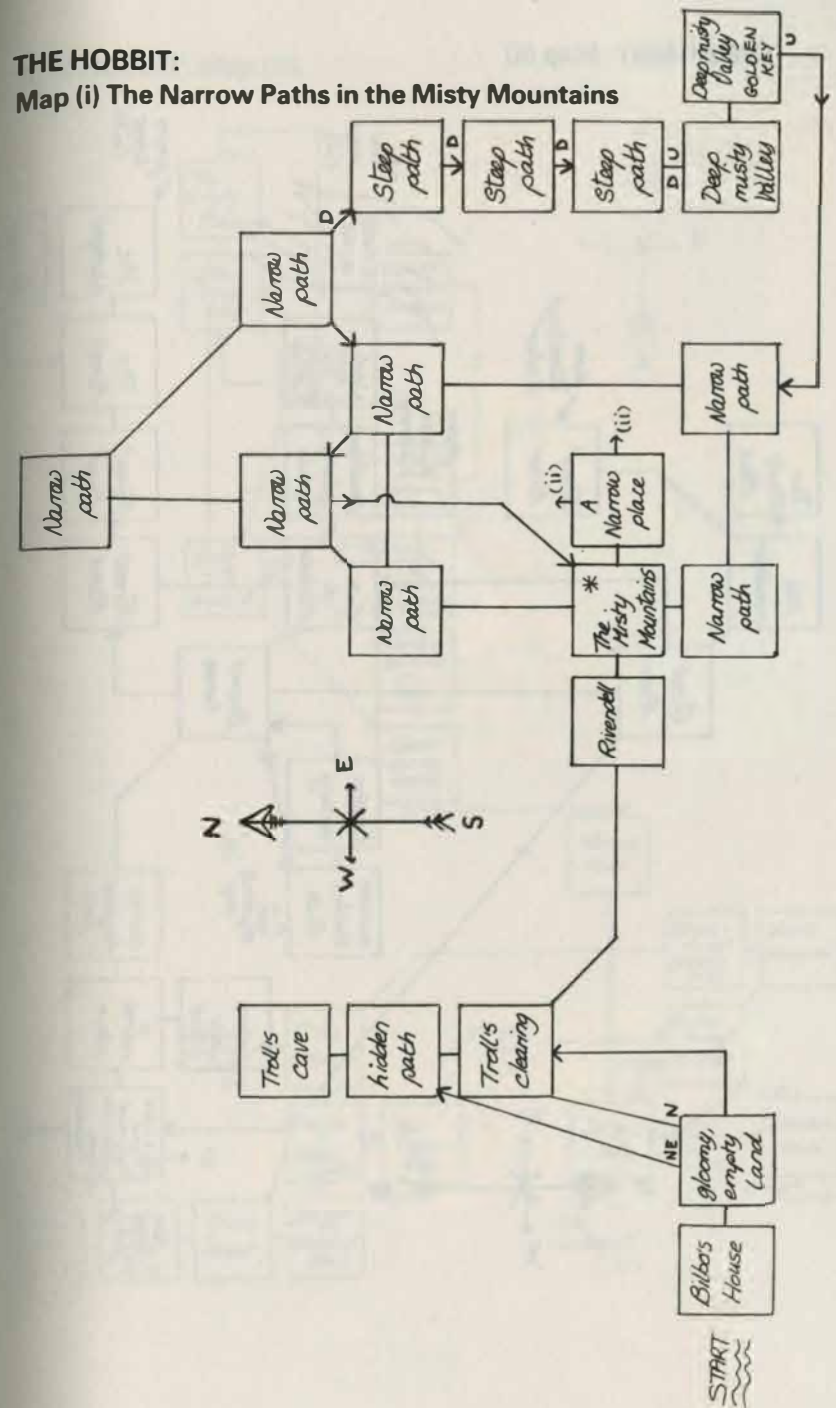 THE HOBBIT:
Map (i) The Narrow Paths in the Misty Mountains
Narrow
path
Narrow
path
D
Steep
path
D
Steep
path
D
Steep
path
D U
Deep
misty
Valley
Deep misty
Valley
GOLDEN
KEY
U
Narrow
path
Narrow
path
Narrow
path
Narrow
path
(ii)
A
Narrow
place
(ii)
*
The
Misty
Mountains
Narrow
path
Rivendell
N
E
S
W
Troll's
cave
hidden
path
Troll's
clearing
NE
N
gloomy,
empty
land
Bilbo's
House
START